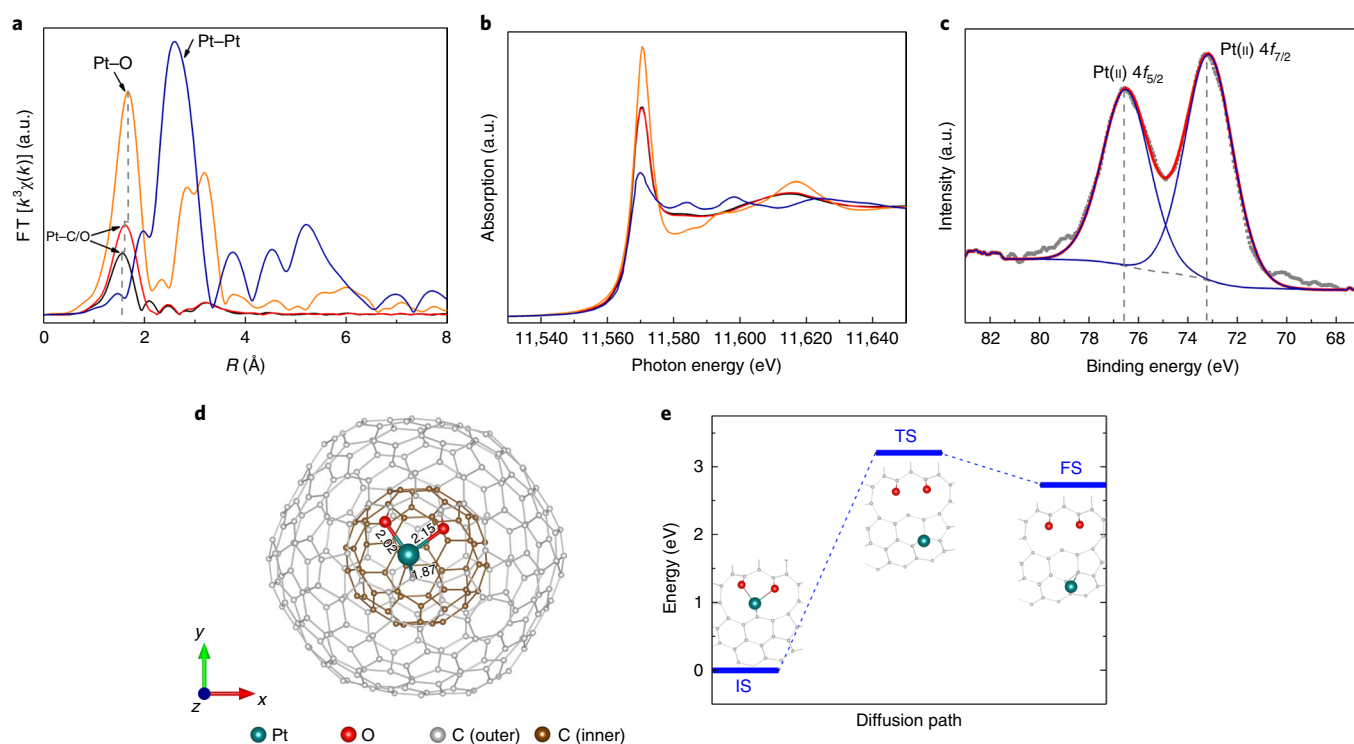 a
FT [k³χ(k)] (a.u.)
Pt–Pt
Pt–O
Pt–C/O
0 2 4 6 8
R (Å)
b
Absorption (a.u.)
11,540 11,560 11,580 11,600 11,620 11,640
Photon energy (eV)
c
Intensity (a.u.)
Pt(II) 4f7/2
Pt(II) 4f5/2
82 80 78 76 74 72 70 68
Binding energy (eV)
d
2.02
2.15
1.87
y
z
x
Pt O C (outer) C (inner)
e
Energy (eV)
3
2
1
0
TS
FS
IS
Diffusion path